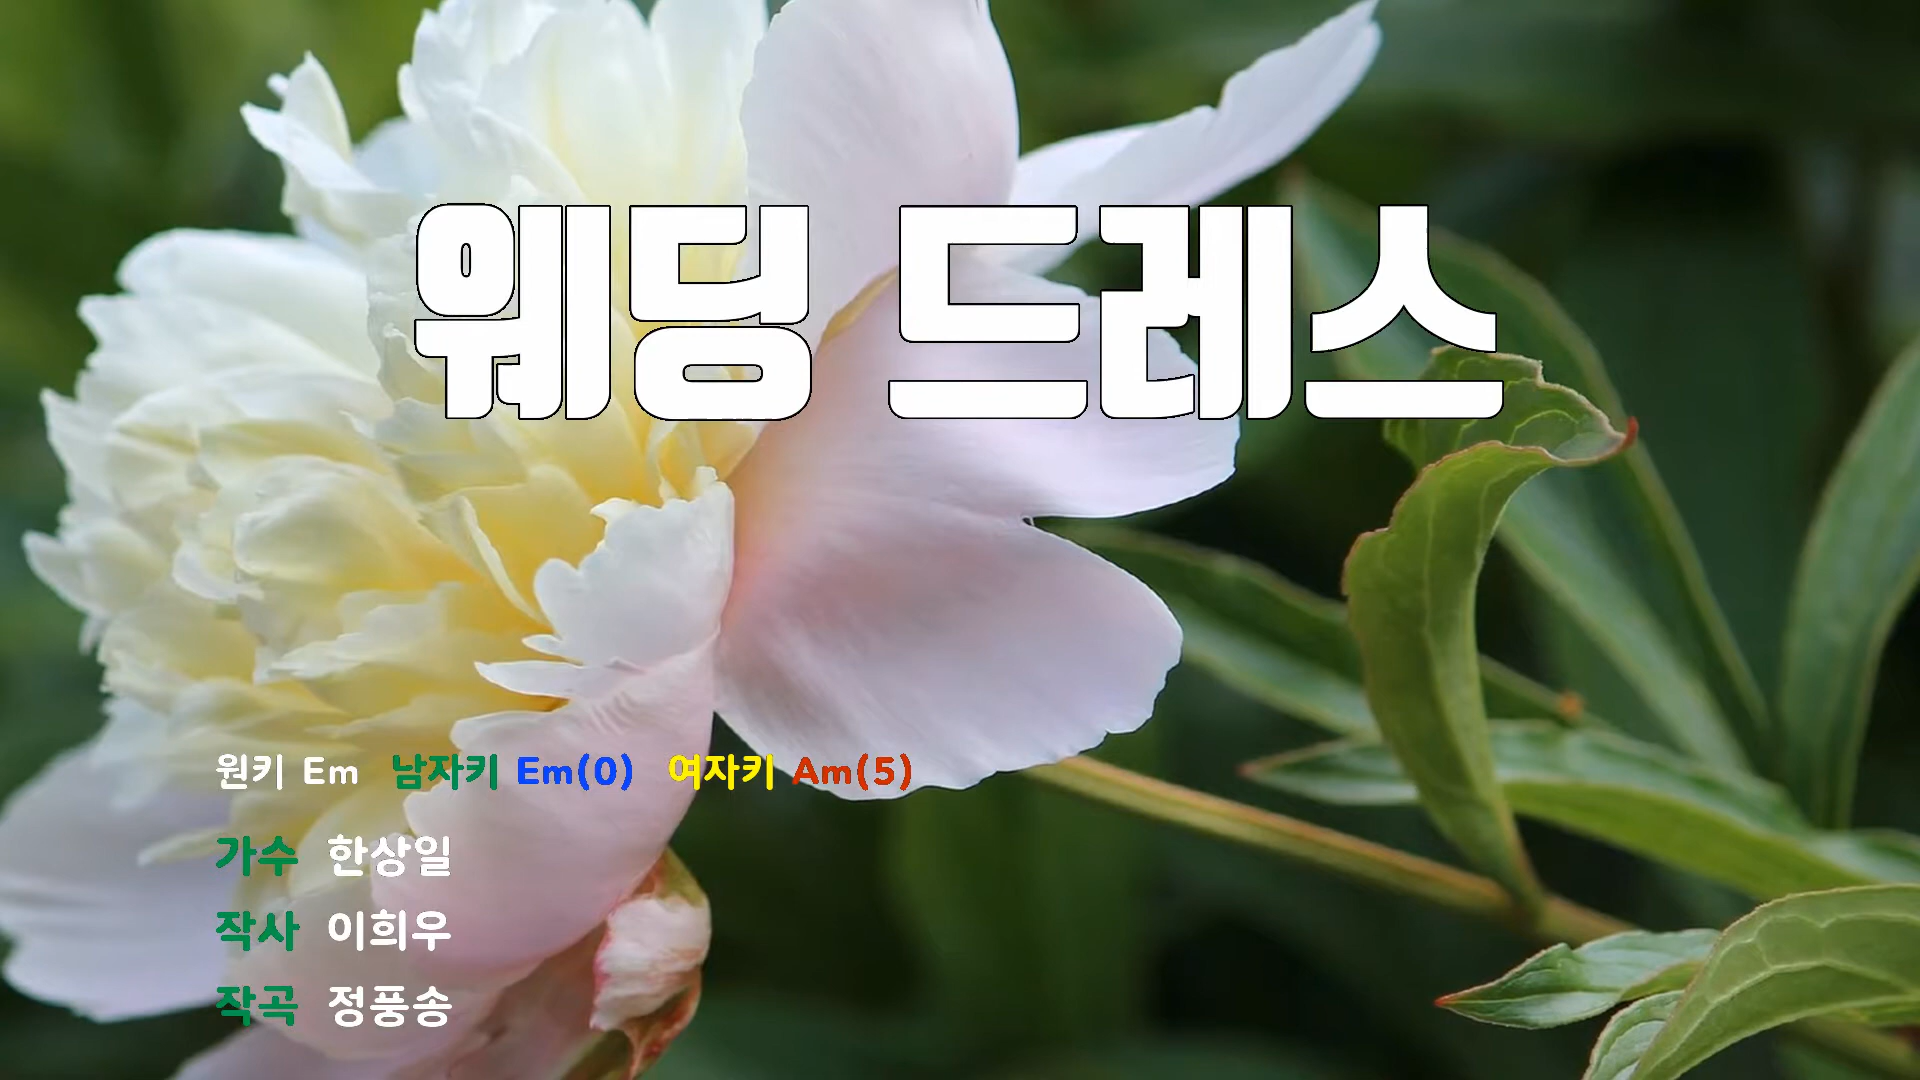 웨딩 드레스
원키 Em 남자키 Em(0) 여자키 Am(5)
가수 한상일
작사 이희우
작곡 정풍송